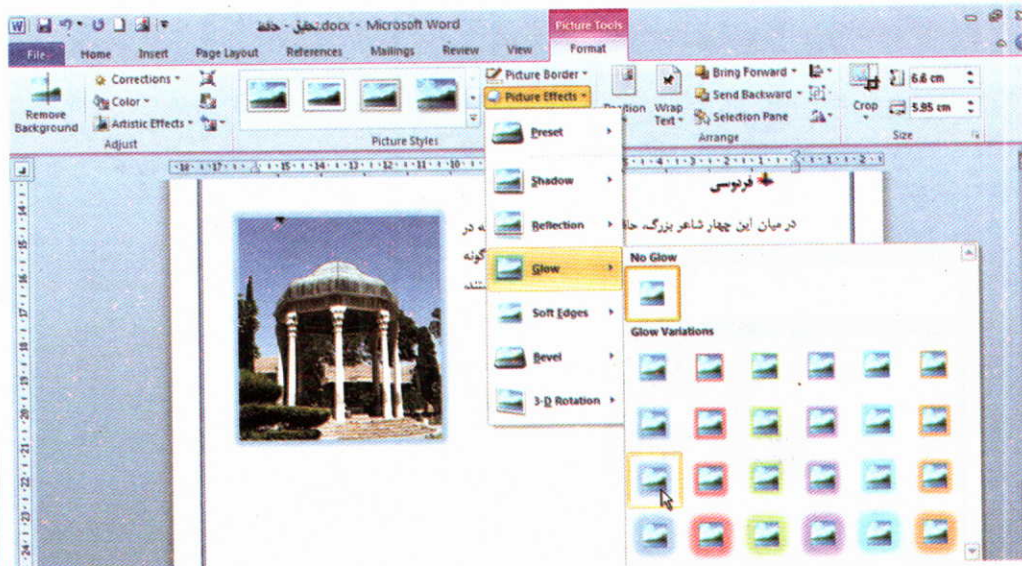 تحقیق - حافظ.docx - Microsoft Word
Picture Tools
File Home Insert Page Layout References Mailings Review View Format
Remove Background
Corrections
Color
Artistic Effects
Adjust
Picture Styles
Picture Border
Picture Effects
Wrap Text
Bring Forward
Send Backward
Selection Pane
Arrange
Crop
6.6 cm
5.95 cm
Size
فردوسی
در میان این چهار شاعر بزرگ، در
گونه
Preset
Shadow
Reflection
Glow
Soft Edges
Bevel
3-D Rotation
No Glow
Glow Variations